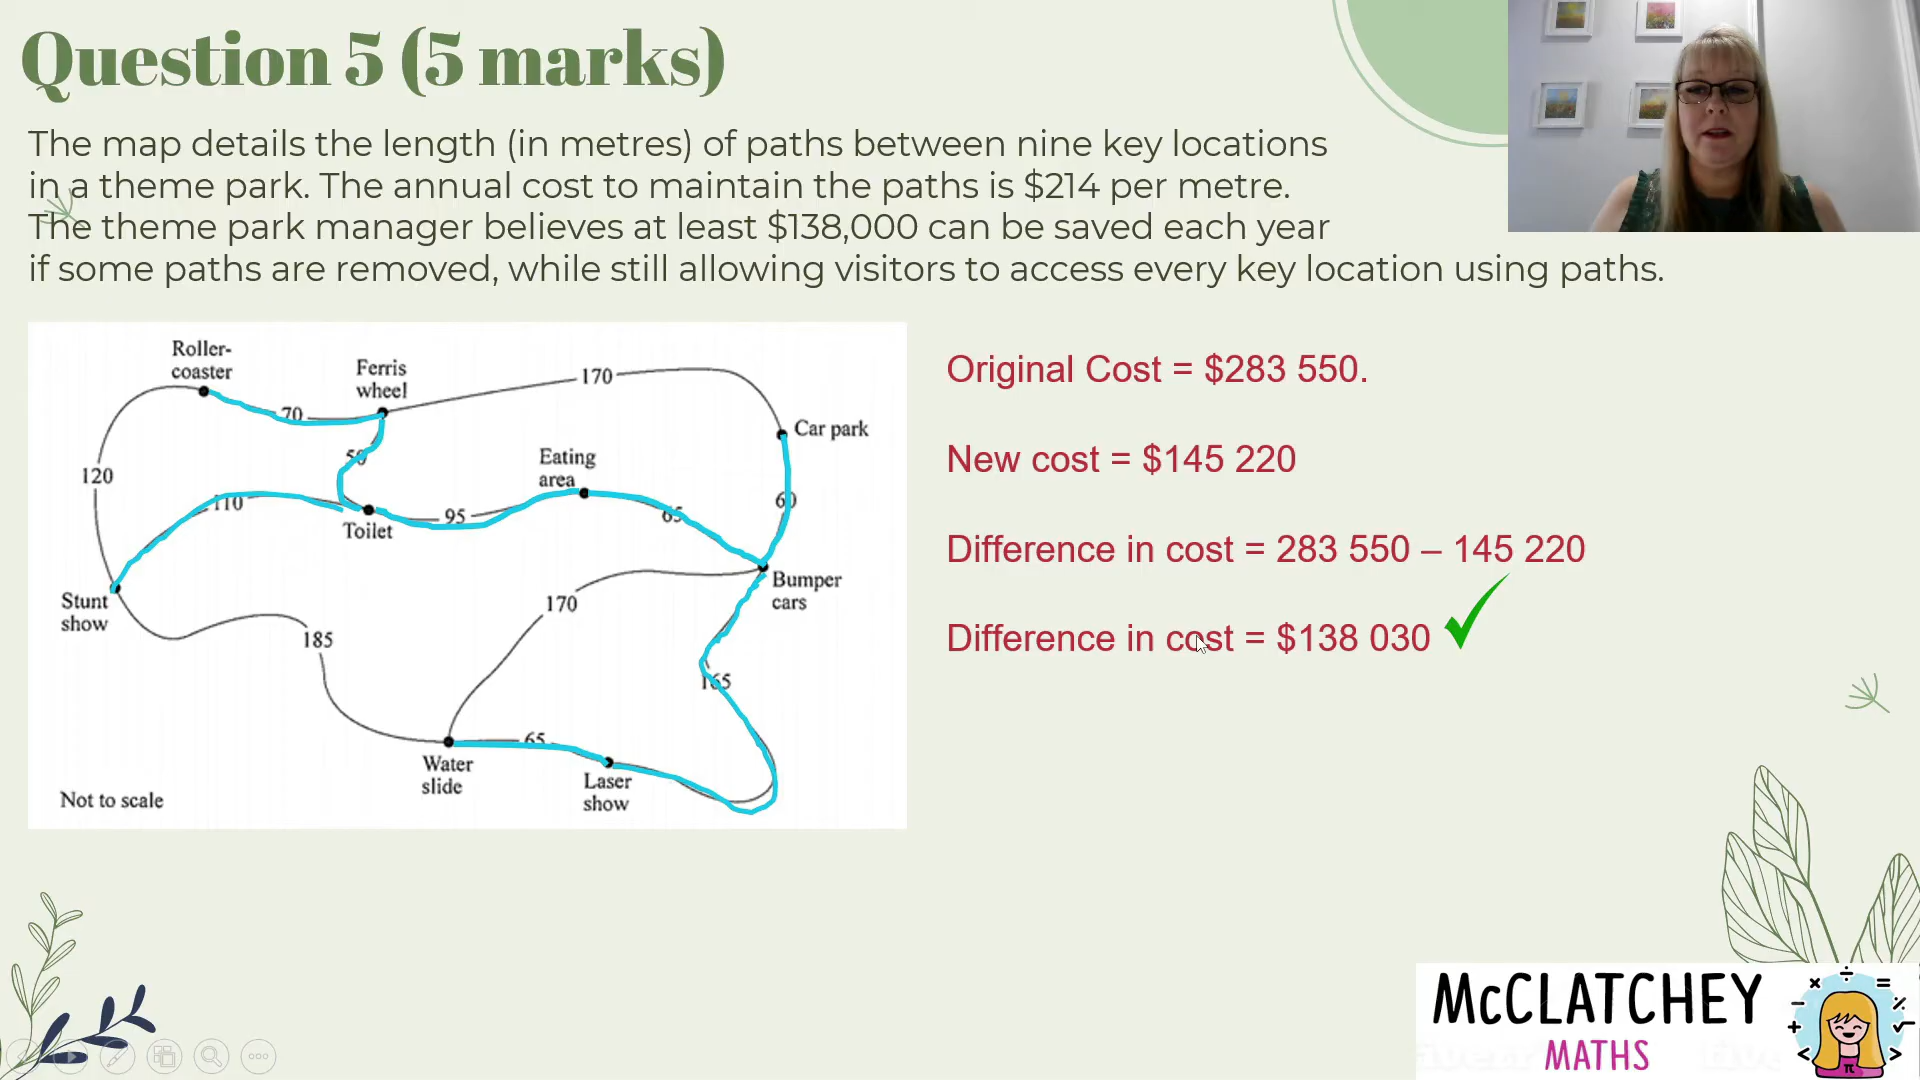 Question 5 (5 marks)
The map details the length (in metres) of paths between nine key locations
in a theme park. The annual cost to maintain the paths is $214 per metre.
The theme park manager believes at least $138,000 can be saved each year
if some paths are removed, while still allowing visitors to access every key location using paths.
Roller-
coaster
Ferris
wheel
170
70
Car park
50
Eating
area
120
60
110
95
65
Toilet
Bumper
cars
Stunt
show
170
185
165
65
Water
slide
Laser
show
Not to scale
Original Cost = $283 550.
New cost = $145 220
Difference in cost = 283 550 – 145 220
Difference in cost = $138 030
McCLATCHEY
MATHS